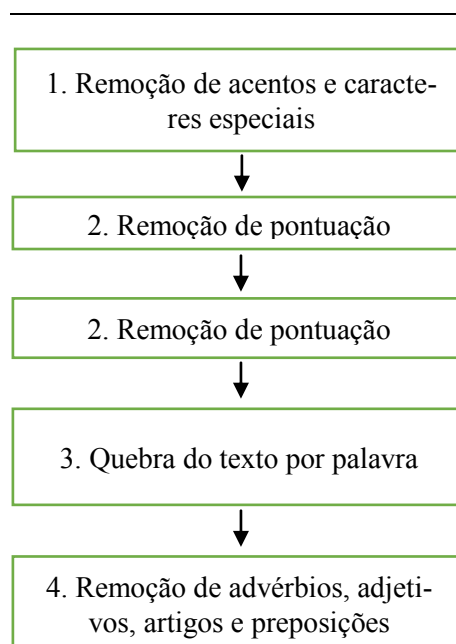 1. Remoção de acentos e caracte-
res especiais
2. Remoção de pontuação
2. Remoção de pontuação
3. Quebra do texto por palavra
4. Remoção de advérbios, adjeti-
vos, artigos e preposições